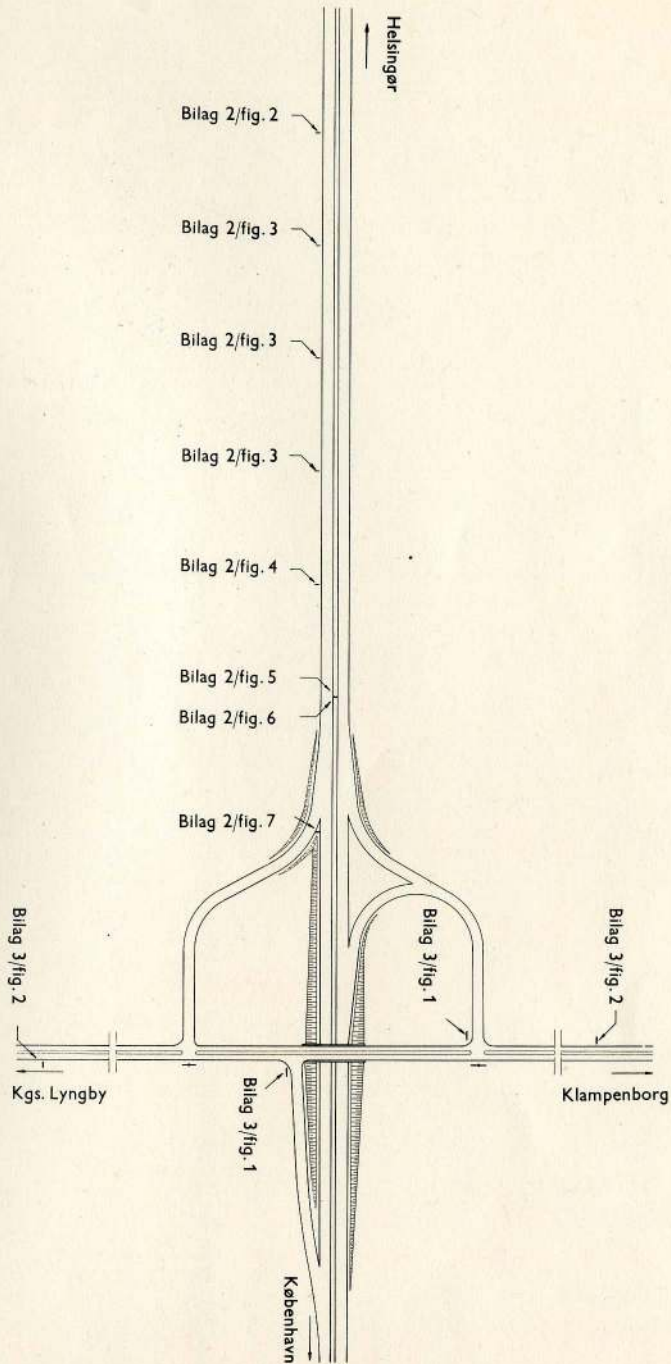 Helsingør
Bilag 2/fig. 2
Bilag 2/fig. 3
Bilag 2/fig. 3
Bilag 2/fig. 3
Bilag 2/fig. 4
Bilag 2/fig. 5
Bilag 2/fig. 6
Bilag 2/fig. 7
Bilag 3/fig. 2
Bilag 3/fig. 1
Bilag 3/fig. 2
Kgs. Lyngby
Klampenborg
Bilag 3/fig. 1
København